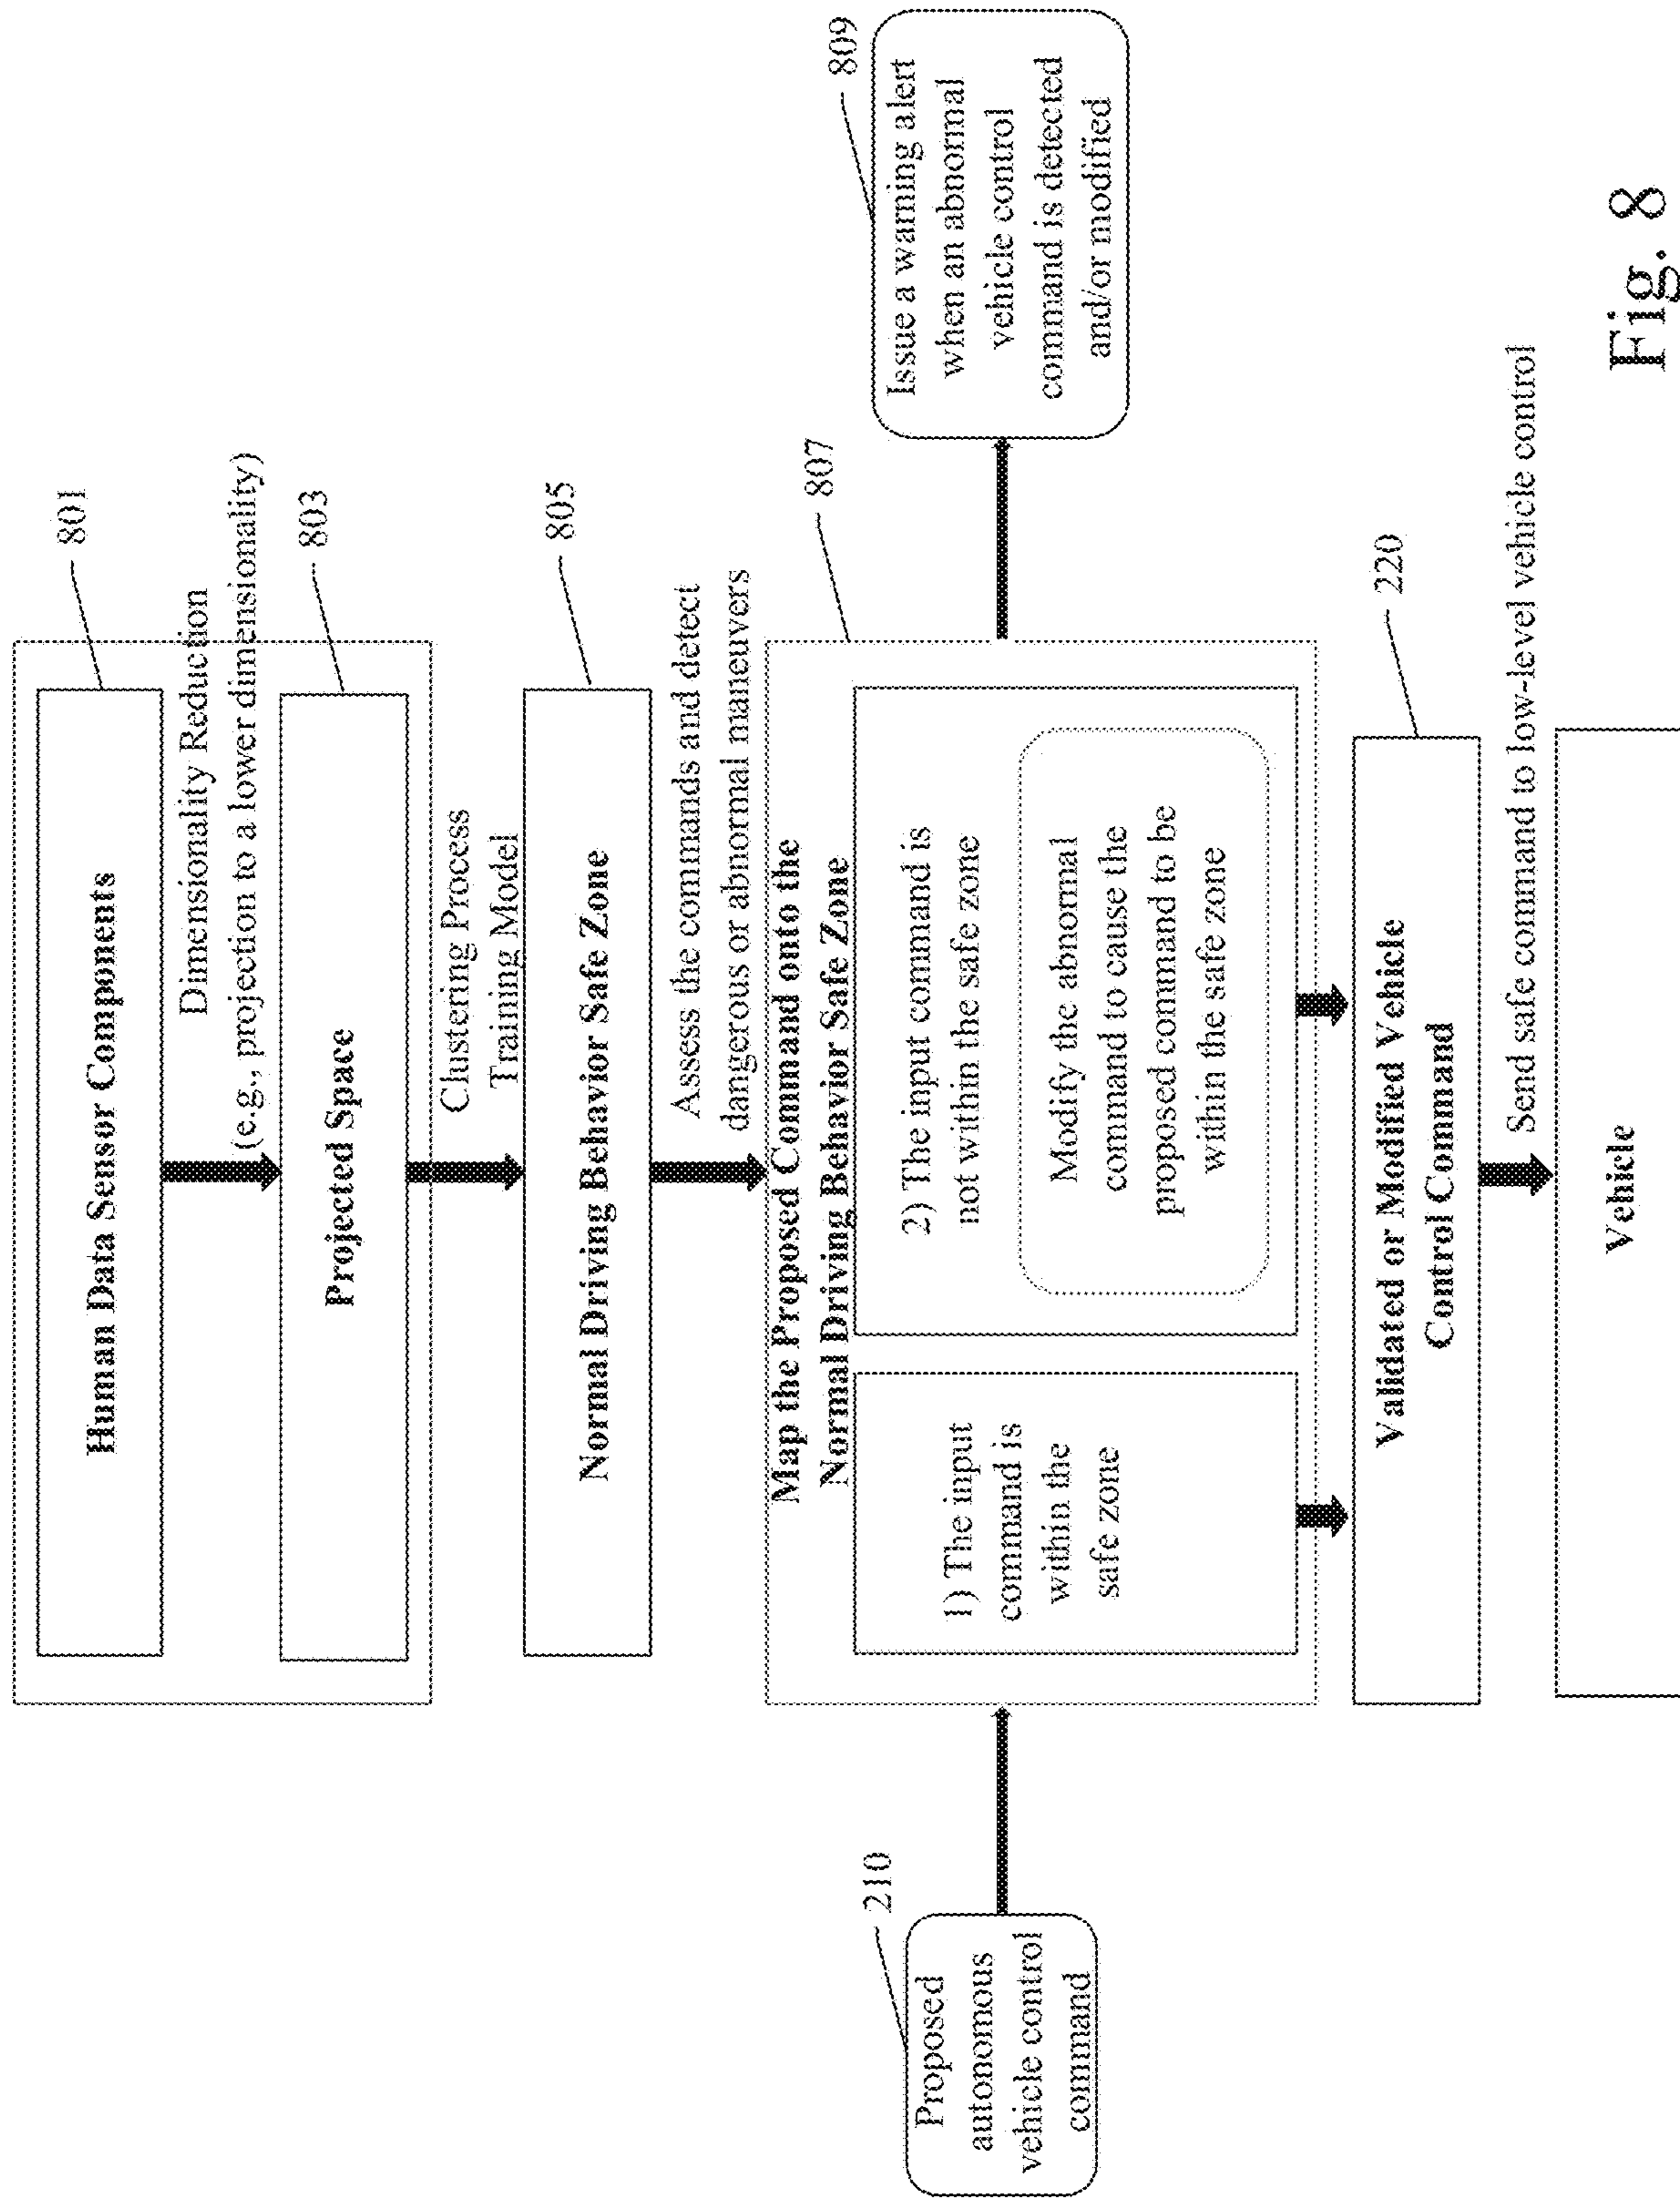 801
Human Data Sensor Components
Dimensionality Reduction
(e.g., projection to a lower dimensionality)
803
Projected Space
Clustering Process
Training Model
805
Normal Driving Behavior Safe Zone
Assess the commands and detect
dangerous or abnormal maneuvers
807
Map the Proposed Command onto the
Normal Driving Behavior Safe Zone
210
Proposed
autonomous
vehicle control
command
1) The input
command is
within the
safe zone
2) The input command is
not within the safe zone
Modify the abnormal
command to cause the
proposed command to be
within the safe zone
809
Issue a warning alert
when an abnormal
vehicle control
command is detected
and/or modified
220
Validated or Modified Vehicle
Control Command
Send safe command to low-level vehicle control
Vehicle
Fig. 8